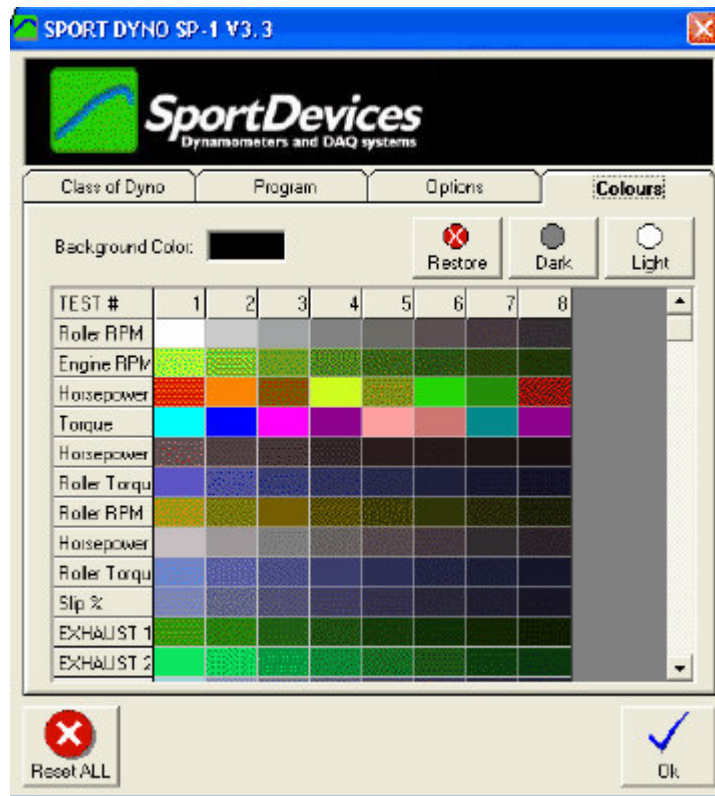 SPORT DYNO SP-1 V3.3
SportDevices
Dynamometers and DAQ systems
Class of Dyno Program Options Colours
Background Color: Restore Dark Light
TEST # 1 2 3 4 5 6 7 8
Roller RPM
Engine RPM
Horsepower
Torque
Horsepower
Roller Torqu
Roller RPM
Horsepower
Roller Torqu
Slip %
EXHAUST 1
EXHAUST 2
Reset ALL Ok